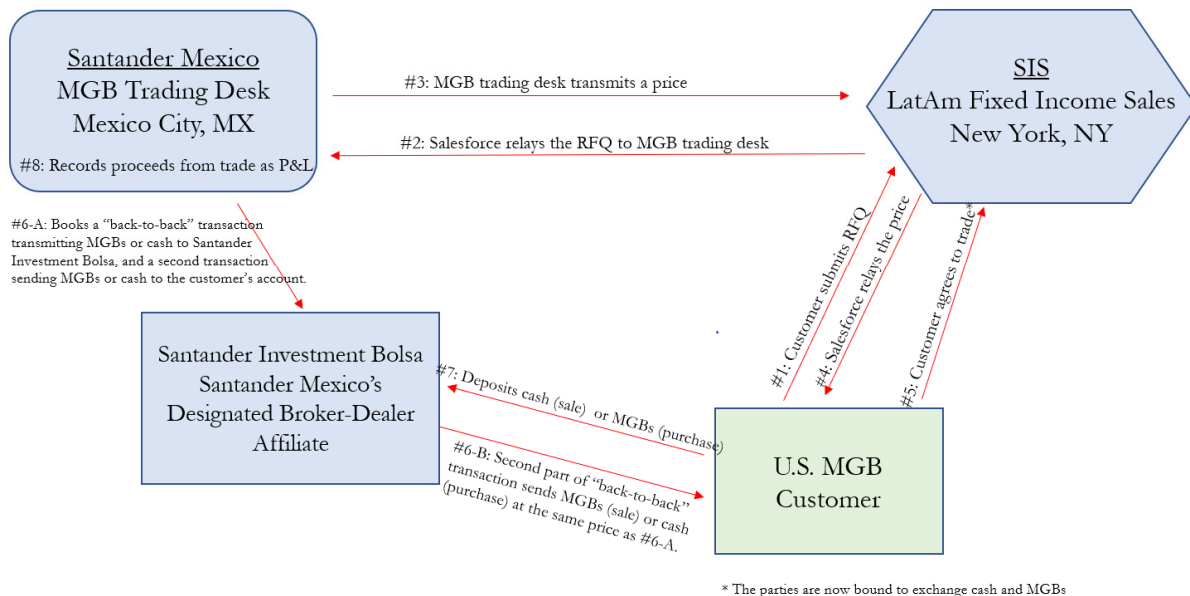 Santander Mexico
MGB Trading Desk
Mexico City, MX
#8: Records proceeds from trade as P&L
#3: MGB trading desk transmits a price
#2: Salesforce relays the RFQ to MGB trading desk
SIS
LatAm Fixed Income Sales
New York, NY
#6-A: Books a “back-to-back” transaction
transmitting MGBs or cash to Santander
Investment Bolsa, and a second transaction
sending MGBs or cash to the customer’s account.
#1: Customer submits RFQ
#4: Salesforce relays the price
#5: Customer agrees to trade*
Santander Investment Bolsa
Santander Mexico’s
Designated Broker-Dealer
Affiliate
#7: Deposits cash (sale) or MGBs (purchase)
#6-B: Second part of “back-to-back”
transaction sends MGBs (sale) or cash
(purchase) at the same price as #6-A.
U.S. MGB
Customer
* The parties are now bound to exchange cash and MGBs